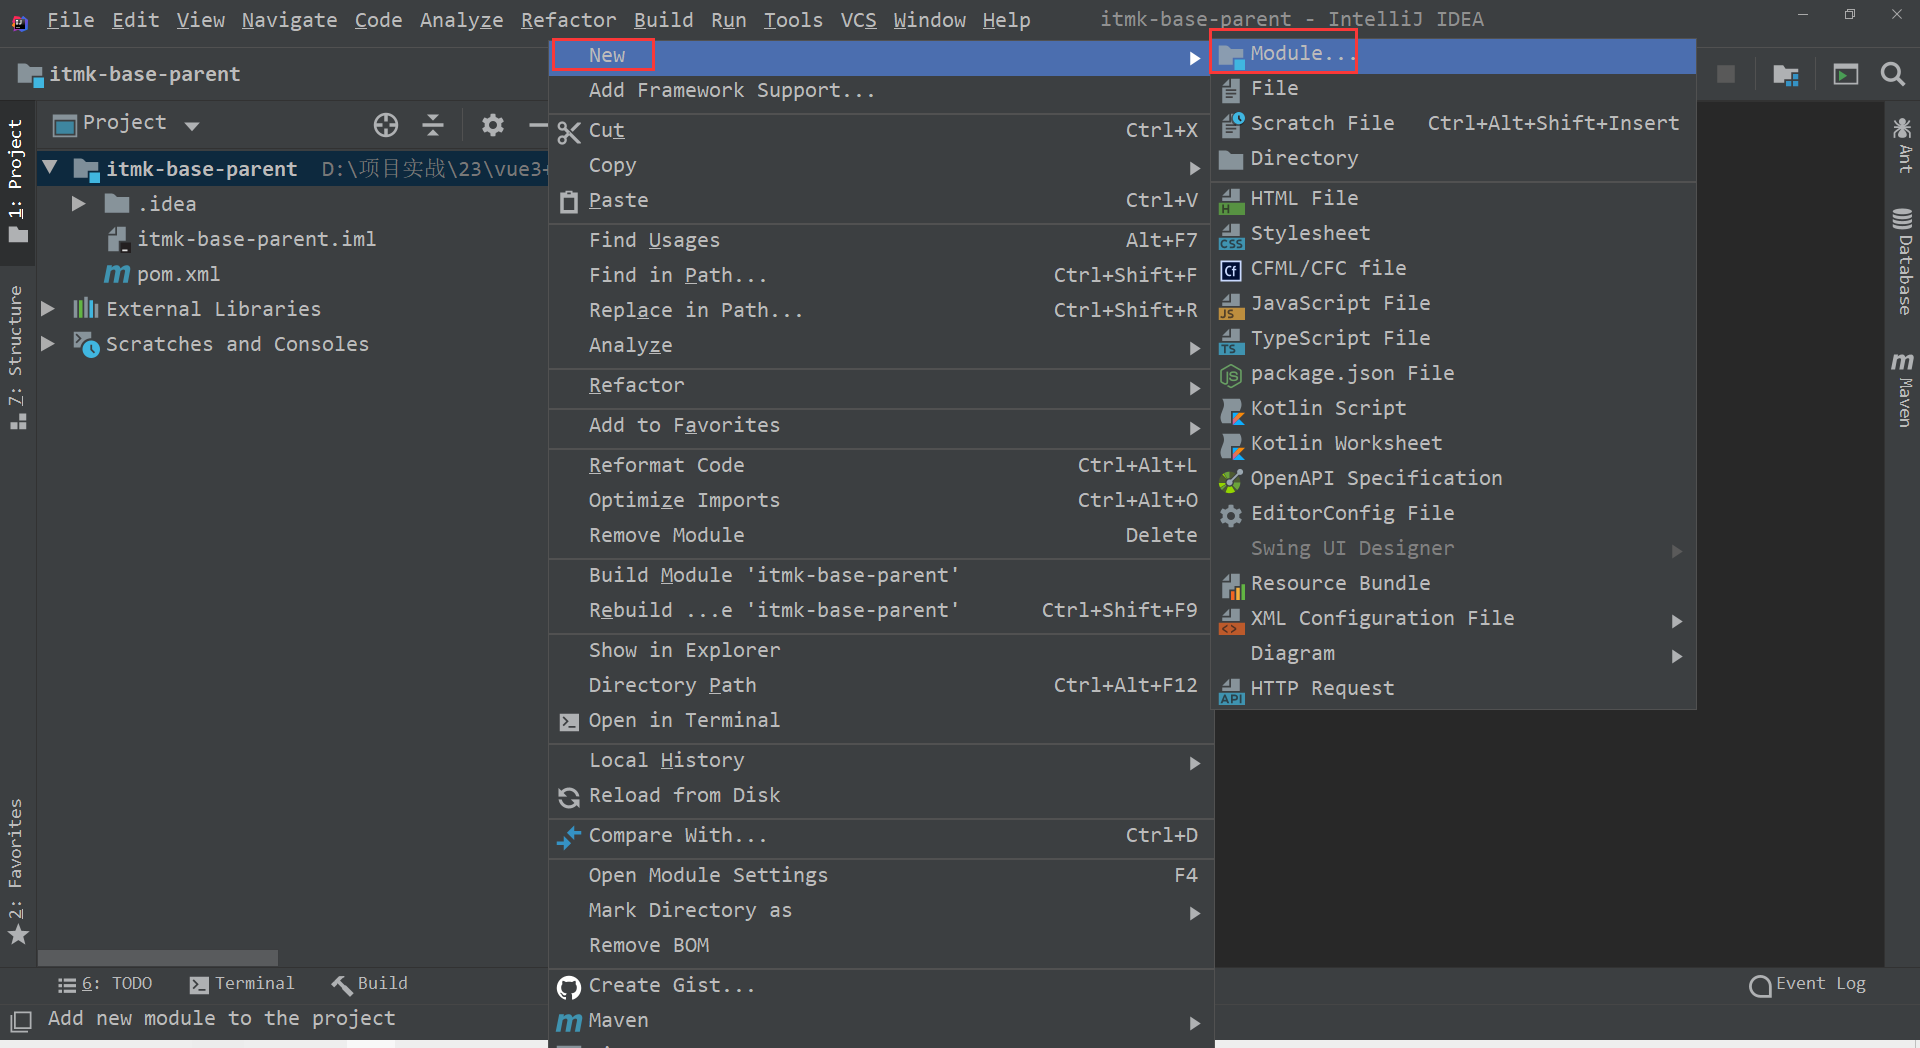 File Edit View Navigate Code Analyze Refactor Build Run Tools VCS Window Help itmk-base-parent - IntelliJ IDEA
itmk-base-parent
Project
itmk-base-parent D:\项目实战\23\vue3+
.idea
itmk-base-parent.iml
pom.xml
External Libraries
Scratches and Consoles
1: Project
7: Structure
2: Favorites
New
Add Framework Support...
Cut Ctrl+X
Copy
Paste Ctrl+V
Find Usages Alt+F7
Find in Path... Ctrl+Shift+F
Replace in Path... Ctrl+Shift+R
Analyze
Refactor
Add to Favorites
Reformat Code Ctrl+Alt+L
Optimize Imports Ctrl+Alt+O
Remove Module Delete
Build Module 'itmk-base-parent'
Rebuild ...e 'itmk-base-parent' Ctrl+Shift+F9
Show in Explorer
Directory Path Ctrl+Alt+F12
Open in Terminal
Local History
Reload from Disk
Compare With... Ctrl+D
Open Module Settings F4
Mark Directory as
Remove BOM
Create Gist...
Maven
Module...
File
Scratch File Ctrl+Alt+Shift+Insert
Directory
HTML File
Stylesheet
CFML/CFC file
JavaScript File
TypeScript File
package.json File
Kotlin Script
Kotlin Worksheet
OpenAPI Specification
EditorConfig File
Swing UI Designer
Resource Bundle
XML Configuration File
Diagram
HTTP Request
Ant
Database
Maven
6: TODO Terminal Build Event Log
Add new module to the project